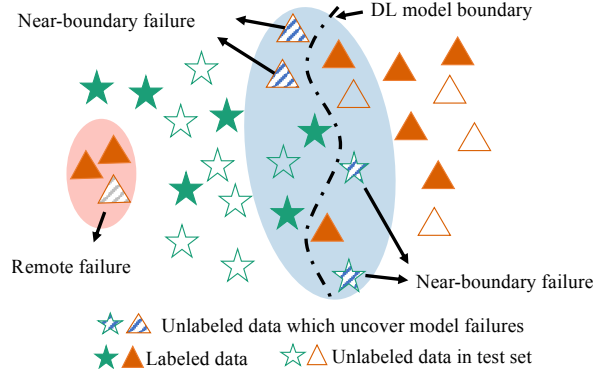 DL model boundary
Near-boundary failure
Remote failure
Near-boundary failure
Unlabeled data which uncover model failures
Labeled data
Unlabeled data in test set